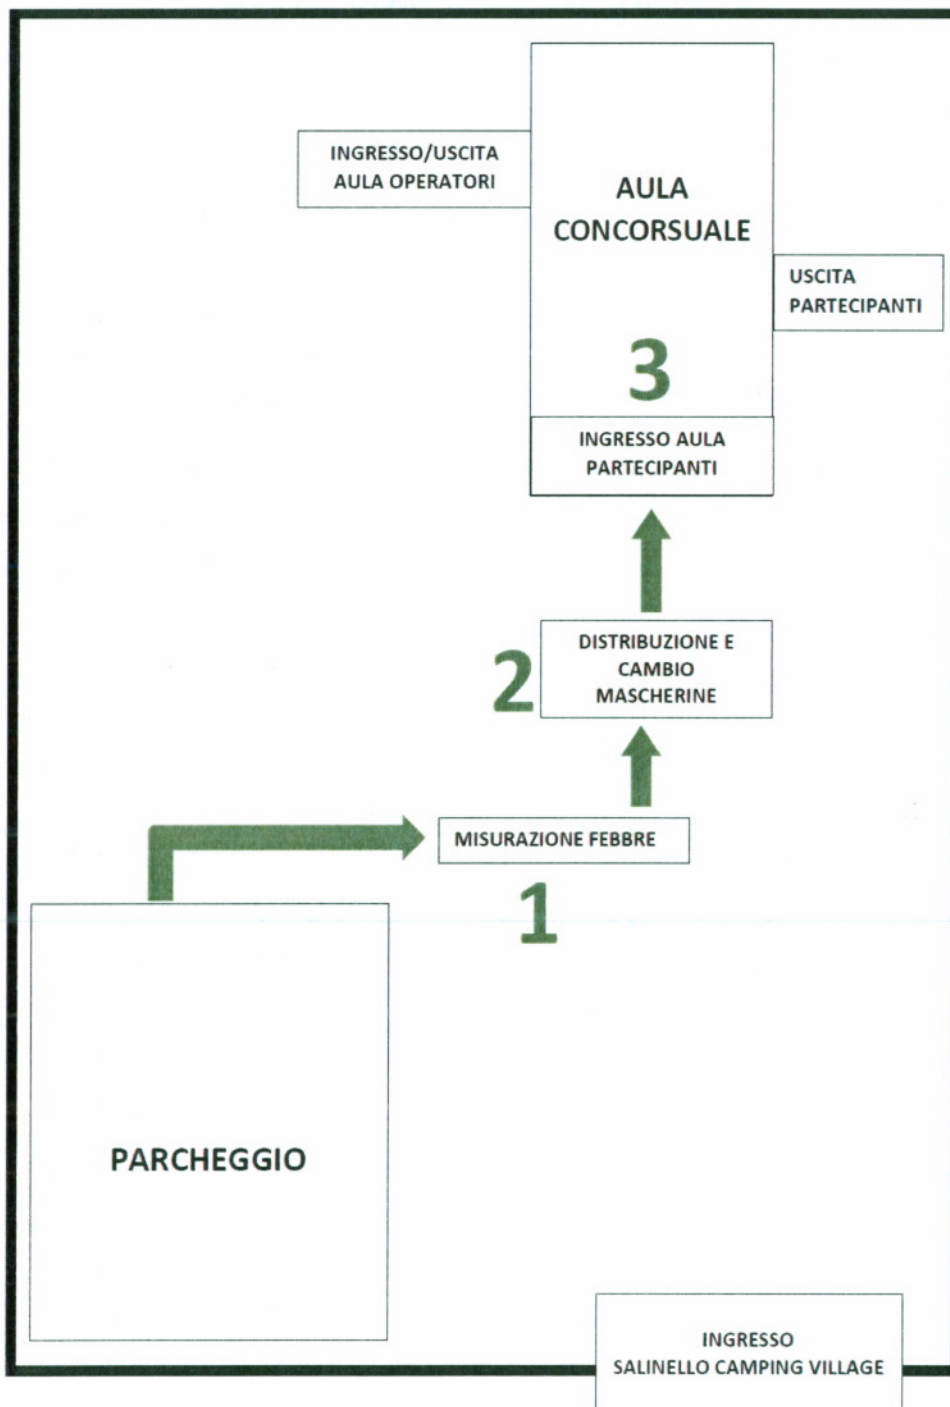 INGRESSO/USCITA
AULA OPERATORI
AULA
CONCORSUALE
USCITA
PARTECIPANTI
3
INGRESSO AULA
PARTECIPANTI
2
DISTRIBUZIONE E
CAMBIO
MASCHERINE
MISURAZIONE FEBBRE
1
PARCHEGGIO
INGRESSO
SALINELLO CAMPING VILLAGE